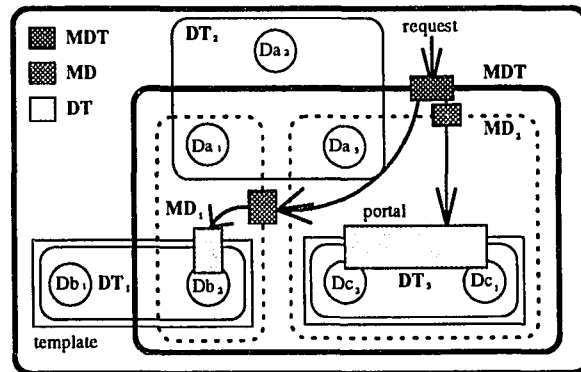 MDT
MD
DT
DT₂
Da₂
request
MDT
MD₂
Da₁
Da₃
MD₁
portal
Db₁
DT₁
Db₂
Dc₂
DT₃
Dc₁
template